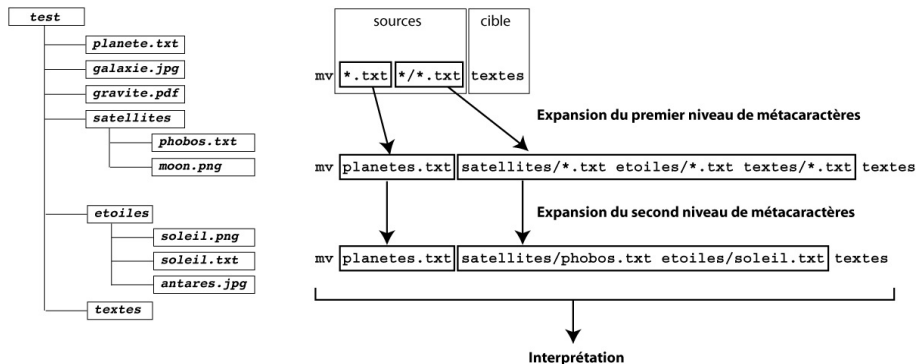 test
planete.txt
galaxie.jpg
gravite.pdf
satellites
phobos.txt
moon.png
etoiles
soleil.png
soleil.txt
antares.jpg
textes
sources cible
mv *.txt */*.txt textes
Expansion du premier niveau de métacaractères
mv planetes.txt satellites/*.txt etoiles/*.txt textes/*.txt textes
Expansion du second niveau de métacaractères
mv planetes.txt satellites/phobos.txt etoiles/soleil.txt textes
Interprétation